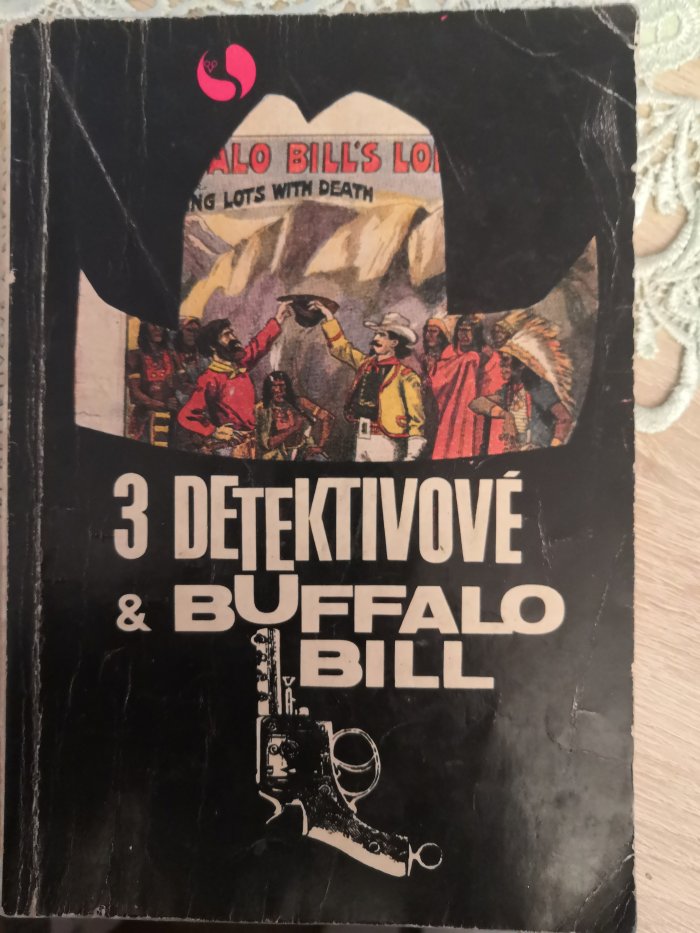 ALO BILL'S LO
NG LOTS WITH DEATH
3 DETEKTIVOVÉ
& BUFFALO
BILL